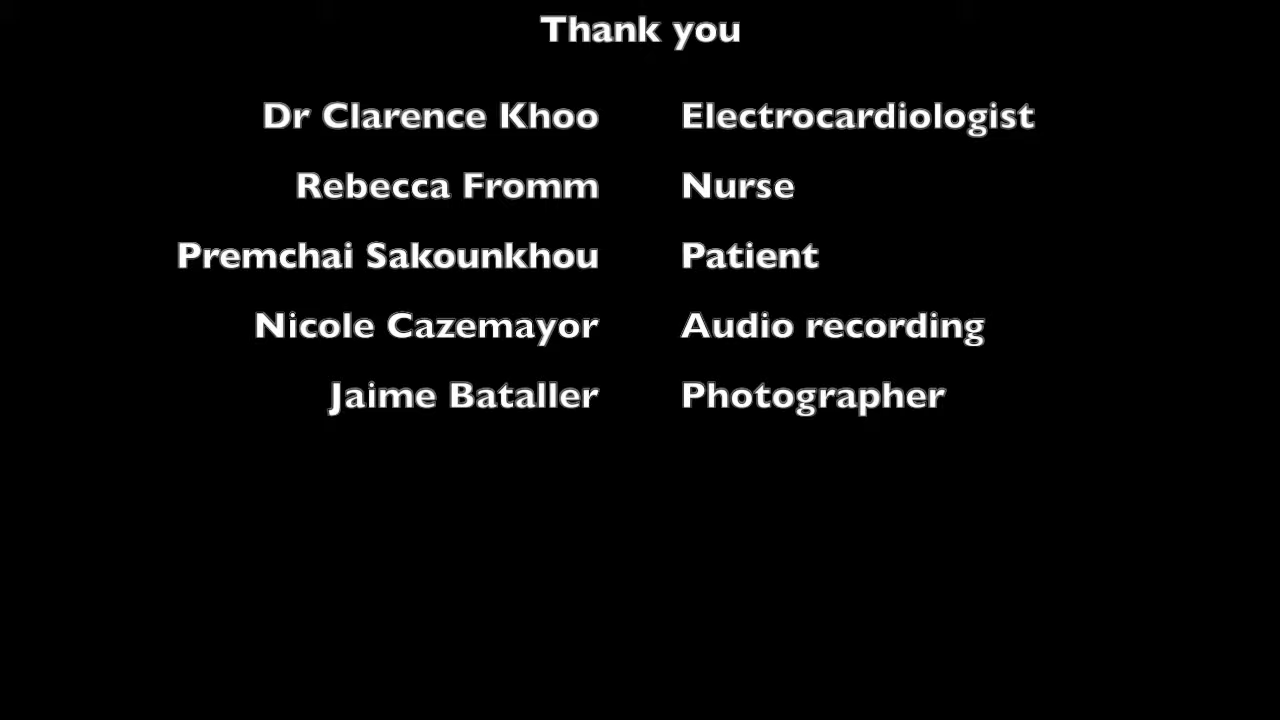 Thank you
Dr Clarence Khoo Electrocardiologist
Rebecca Fromm Nurse
Premchai Sakounkhou Patient
Nicole Cazemayor Audio recording
Jaime Bataller Photographer